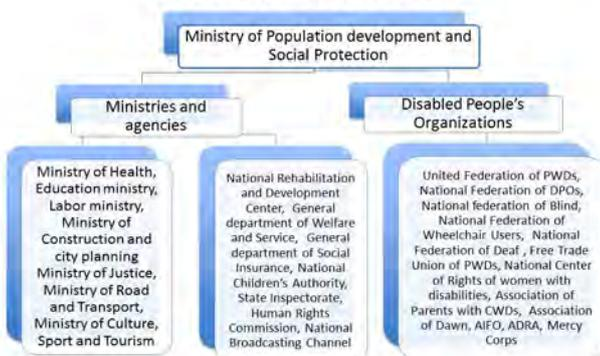 Ministry of Population development and
Social Protection
Ministries and
agencies
Disabled People's
Organizations
Ministry of Health,
Education ministry,
Labor ministry,
Ministry of
Construction and
city planning
Ministry of Justice,
Ministry of Road
and Transport,
Ministry of Culture,
Sport and Tourism
National Rehabilitation
and Development
Center, General
department of Welfare
and Service, General
department of Social
Insurance, National
Children's Authority,
State Inspectorate,
Human Rights
Commission, National
Broadcasting Channel
United Federation of PWDs,
National Federation of DPOs,
National federation of Blind,
National Federation of
Wheelchair Users, National
Federation of Deaf , Free Trade
Union of PWDs, National Center
of Rights of women with
disabilities, Association of
Parents with CWDs, Association
of Dawn, AIFO, ADRA, Mercy
Corps